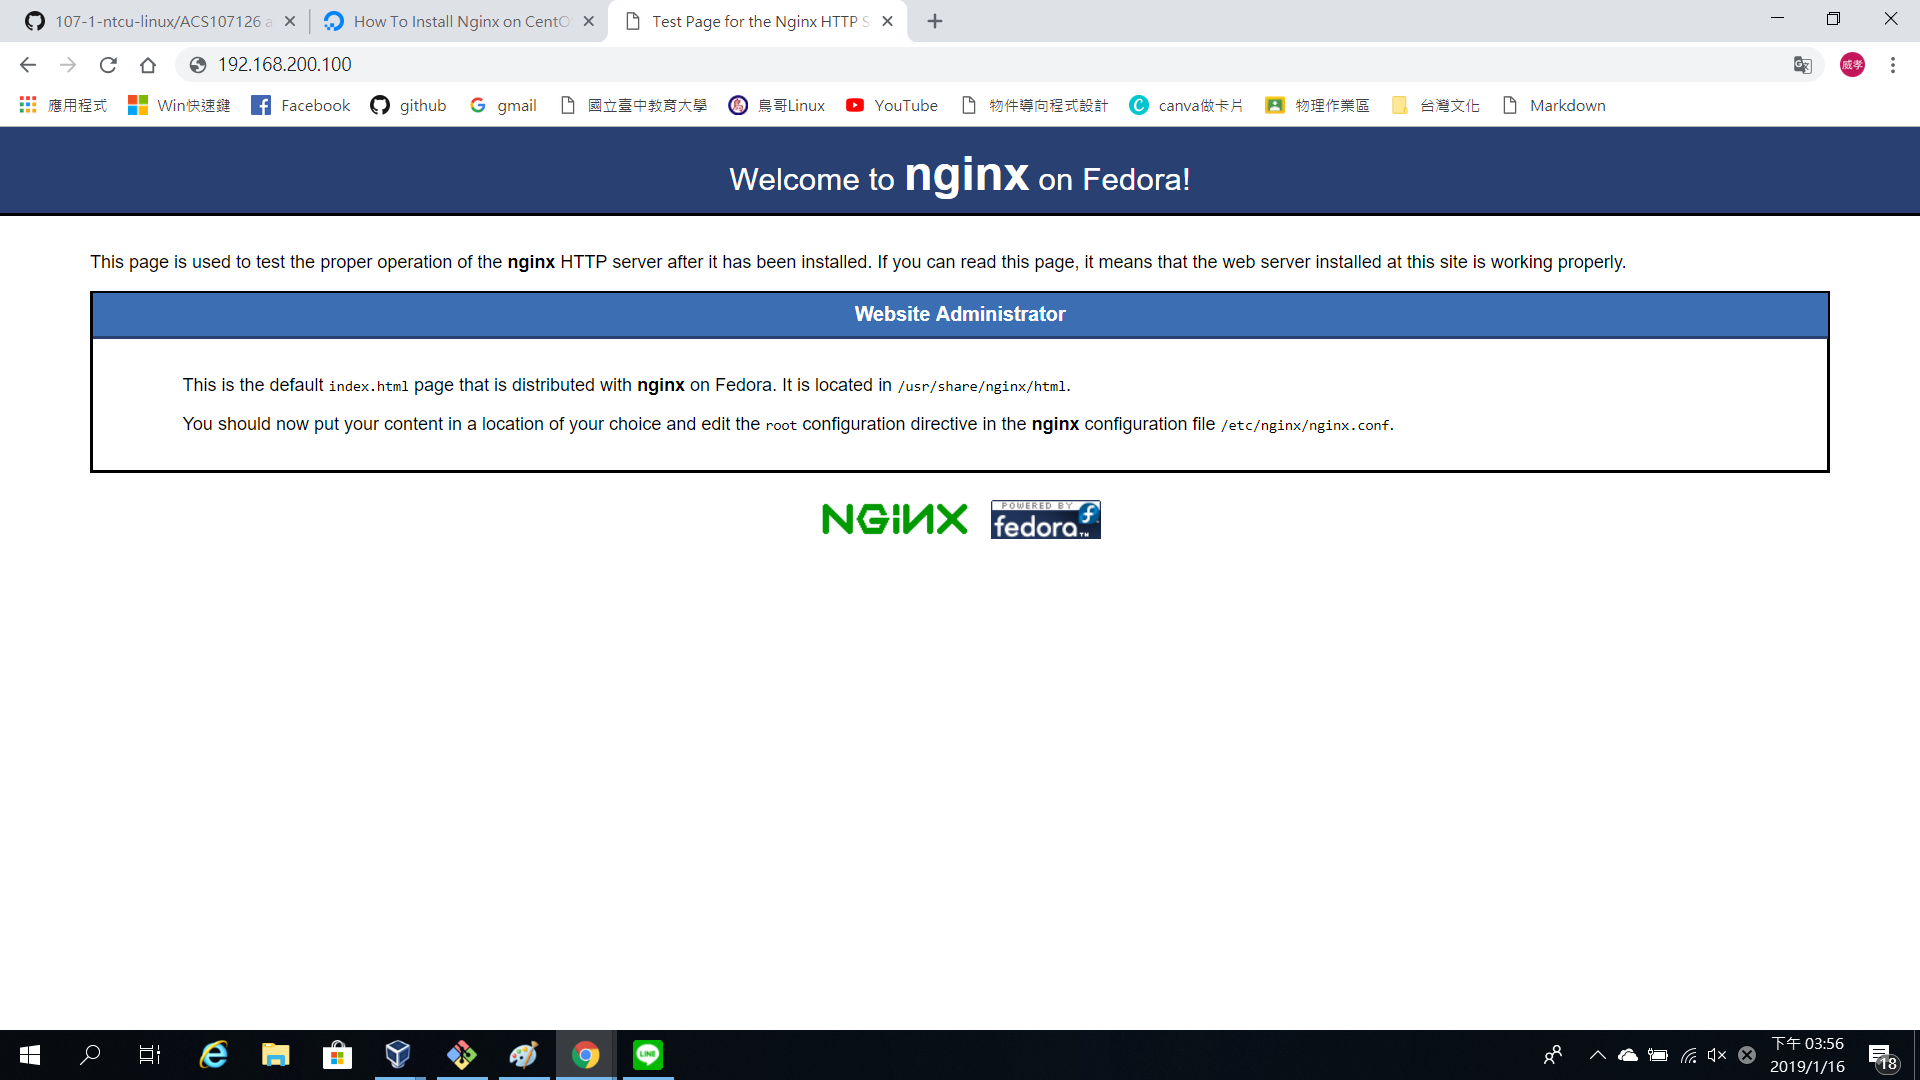 107-1-ntcu-linux/ACS107126 a
How To Install Nginx on CentO
Test Page for the Nginx HTTP S
192.168.200.100
威孝
應用程式 Win快速鍵 Facebook github gmail 國立臺中教育大學 鳥哥Linux YouTube 物件導向程式設計 canva做卡片 物理作業區 台灣文化 Markdown
Welcome to nginx on Fedora!
This page is used to test the proper operation of the nginx HTTP server after it has been installed. If you can read this page, it means that the web server installed at this site is working properly.
Website Administrator
This is the default index.html page that is distributed with nginx on Fedora. It is located in /usr/share/nginx/html.
You should now put your content in a location of your choice and edit the root configuration directive in the nginx configuration file /etc/nginx/nginx.conf.
NGINX
POWERED BY
fedora™
LINE
下午 03:56
2019/1/16
18